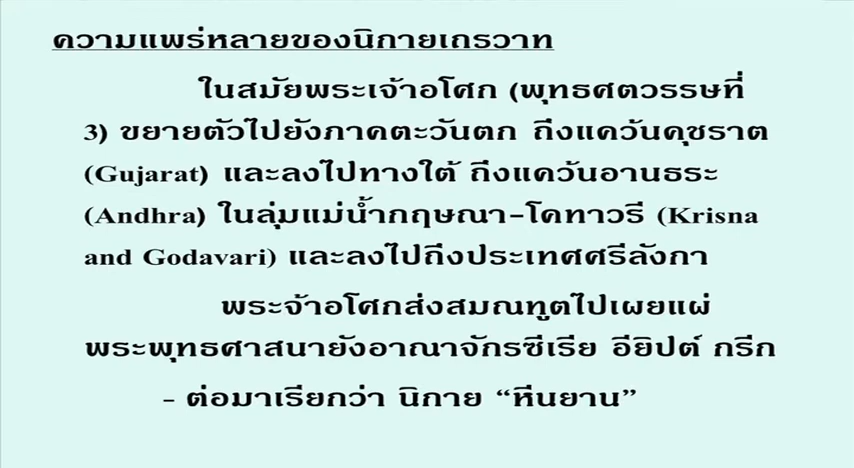 ความแพร่หลายของนิกายเถรวาท
ในสมัยพระเจ้าอโศก (พุทธศตวรรษที่
3) ขยายตัวไปยังภาคตะวันตก ถึงแคว้นคุชราต
(Gujarat) และลงไปทางใต้ ถึงแคว้นอานธระ
(Andhra) ในลุ่มแม่น้ำกฤษณา-โคทาวรี (Krisna
and Godavari) และลงไปถึงประเทศศรีลังกา
พระจ้าอโศกส่งสมณทูตไปเผยแผ่
พระพุทธศาสนายังอาณาจักรซีเรีย อียิปต์ กรีก
- ต่อมาเรียกว่า นิกาย “หีนยาน”